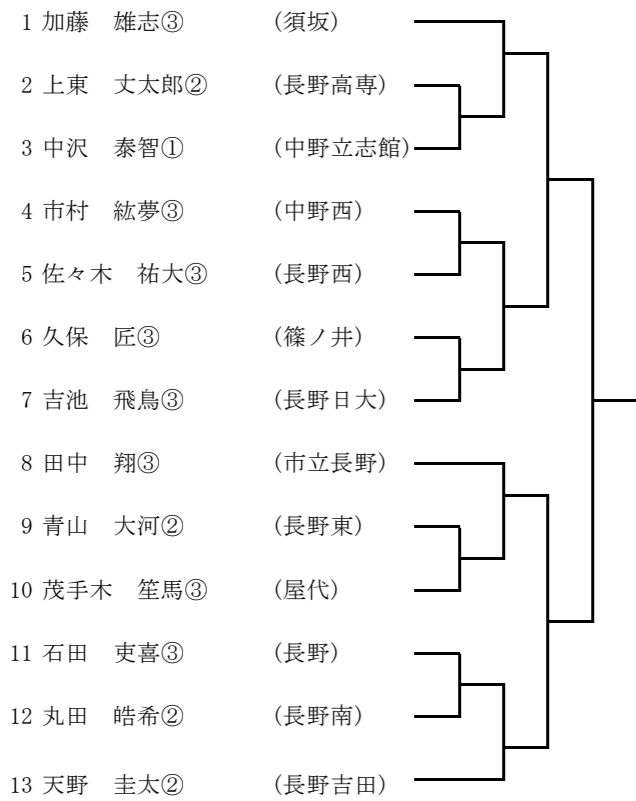 1 加藤　雄志③ (須坂)
2 上東　丈太郎② (長野高専)
3 中沢　泰智① (中野立志館)
4 市村　紘夢③ (中野西)
5 佐々木　祐大③ (長野西)
6 久保　匠③ (篠ノ井)
7 吉池　飛鳥③ (長野日大)
8 田中　翔③ (市立長野)
9 青山　大河② (長野東)
10 茂手木　笙馬③ (屋代)
11 石田　吏喜③ (長野)
12 丸田　皓希② (長野南)
13 天野　圭太② (長野吉田)